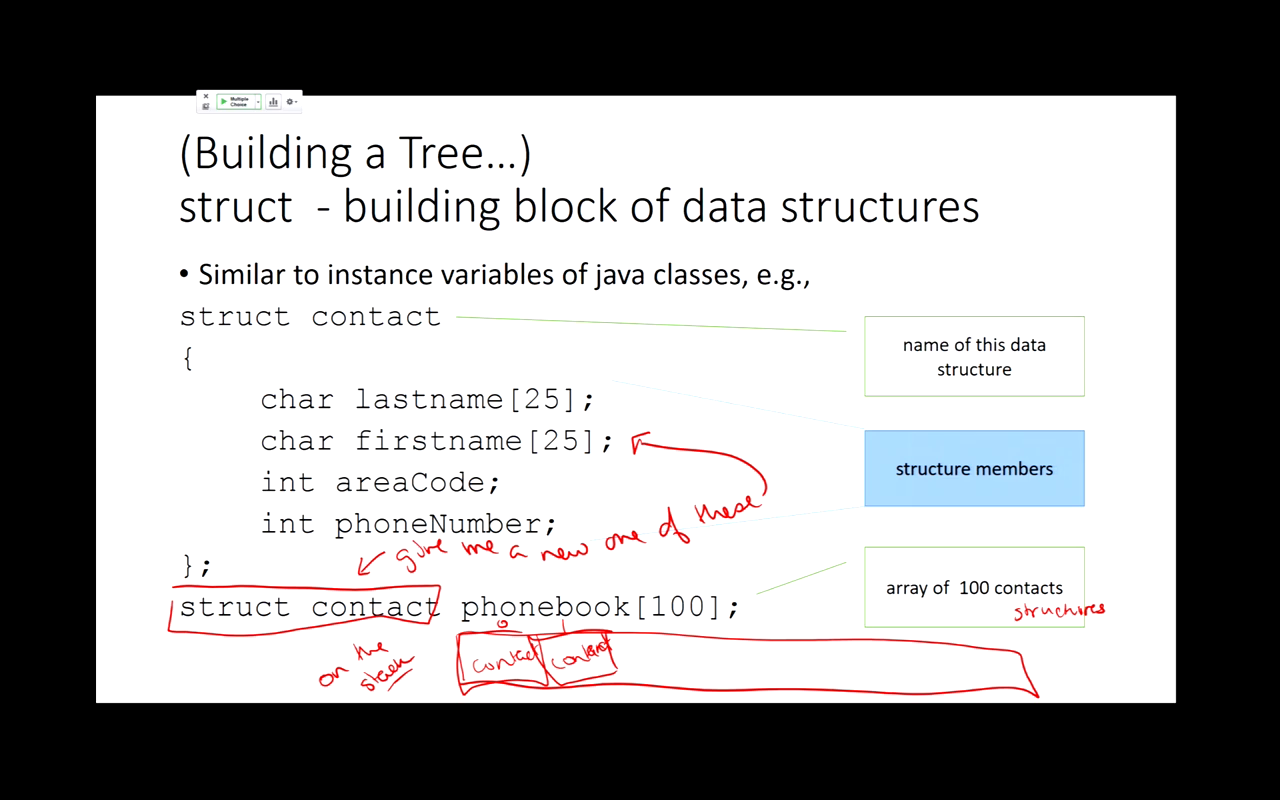 Multiple
Choice
(Building a Tree...)
struct - building block of data structures
• Similar to instance variables of java classes, e.g.,
struct contact
{
char lastname[25];
char firstname[25];
int areaCode;
int phoneNumber;
};
struct contact phonebook[100];
name of this data
structure
structure members
array of 100 contacts
structures
give me a new one of these
on the
stack
0 1
contact contact